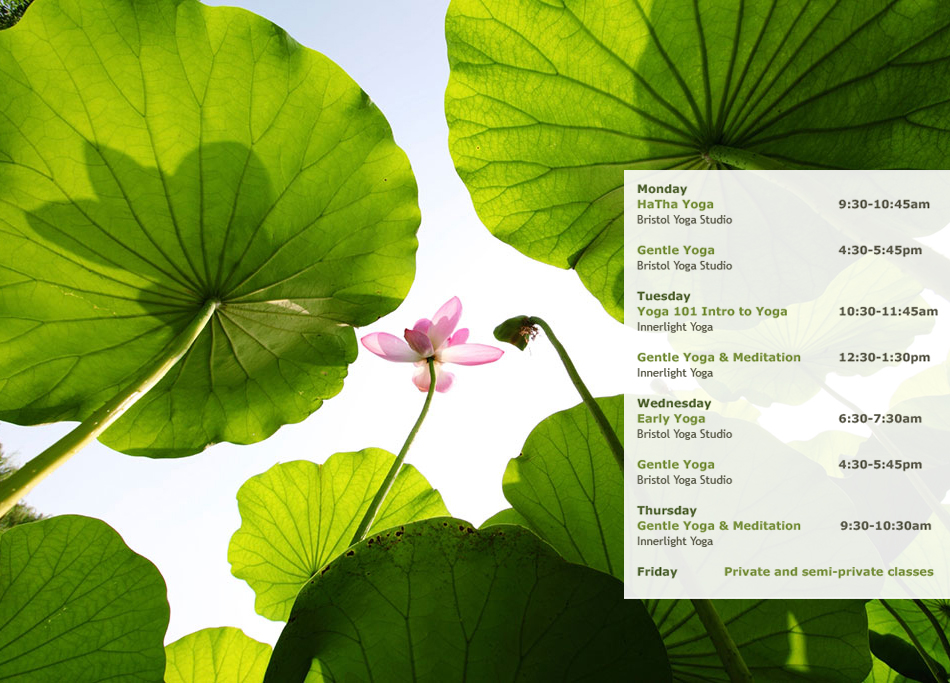 Monday
HaTha Yoga 9:30-10:45am
Bristol Yoga Studio
Gentle Yoga 4:30-5:45pm
Bristol Yoga Studio
Tuesday
Yoga 101 Intro to Yoga 10:30-11:45am
Innerlight Yoga
Gentle Yoga & Meditation 12:30-1:30pm
Innerlight Yoga
Wednesday
Early Yoga 6:30-7:30am
Bristol Yoga Studio
Gentle Yoga 4:30-5:45pm
Bristol Yoga Studio
Thursday
Gentle Yoga & Meditation 9:30-10:30am
Innerlight Yoga
Friday Private and semi-private classes